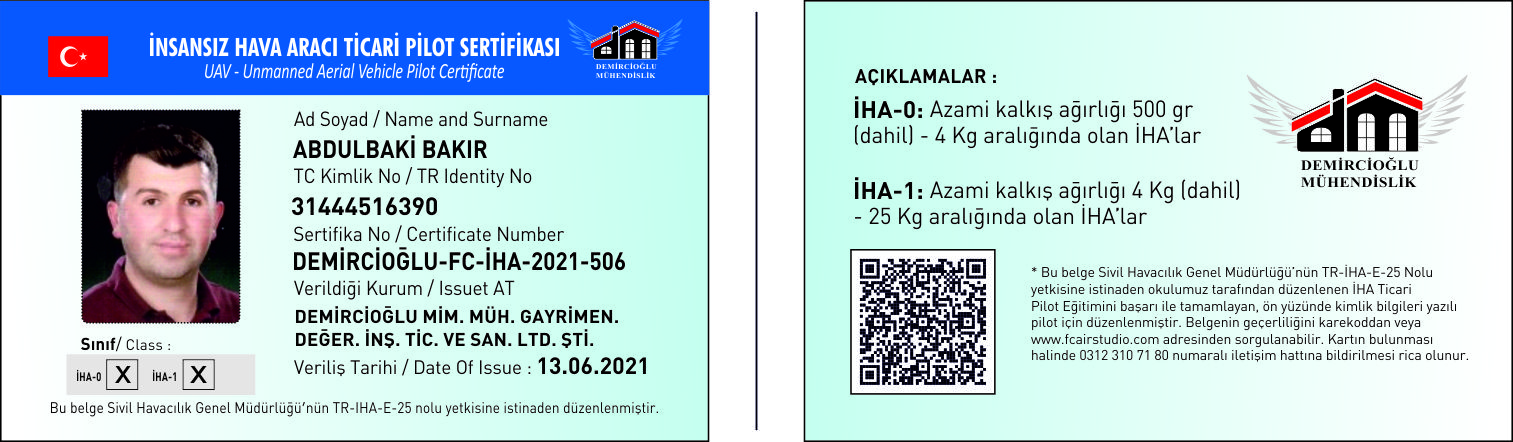 İNSANSIZ HAVA ARACI TİCARİ PİLOT SERTİFİKASI
UAV - Unmanned Aerial Vehicle Pilot Certificate
DEMİRCİOĞLU
MÜHENDİSLİK
Ad Soyad / Name and Surname
ABDULBAKİ BAKIR
TC Kimlik No / TR Identity No
31444516390
Sertifika No / Certificate Number
DEMİRCİOĞLU-FC-İHA-2021-506
Verildiği Kurum / Issuet AT
DEMİRCİOĞLU MİM. MÜH. GAYRİMEN.
DEĞER. İNŞ. TİC. VE SAN. LTD. ŞTİ.
Veriliş Tarihi / Date Of Issue : 13.06.2021
Sınıf/ Class :
İHA-0 X İHA-1 X
Bu belge Sivil Havacılık Genel Müdürlüğü'nün TR-IHA-E-25 nolu yetkisine istinaden düzenlenmiştir.
AÇIKLAMALAR :
İHA-0: Azami kalkış ağırlığı 500 gr
(dahil) - 4 Kg aralığında olan İHA'lar
İHA-1: Azami kalkış ağırlığı 4 Kg (dahil)
- 25 Kg aralığında olan İHA'lar
DEMİRCİOĞLU
MÜHENDİSLİK
* Bu belge Sivil Havacılık Genel Müdürlüğü'nün TR-İHA-E-25 Nolu
yetkisine istinaden okulumuz tarafından düzenlenen İHA Ticari
Pilot Eğitimini başarı ile tamamlayan, ön yüzünde kimlik bilgileri yazılı
pilot için düzenlenmiştir. Belgenin geçerliliğini karekoddan veya
www.fcairstudio.com adresinden sorgulanabilir. Kartın bulunması
halinde 0312 310 71 80 numaralı iletişim hattına bildirilmesi rica olunur.